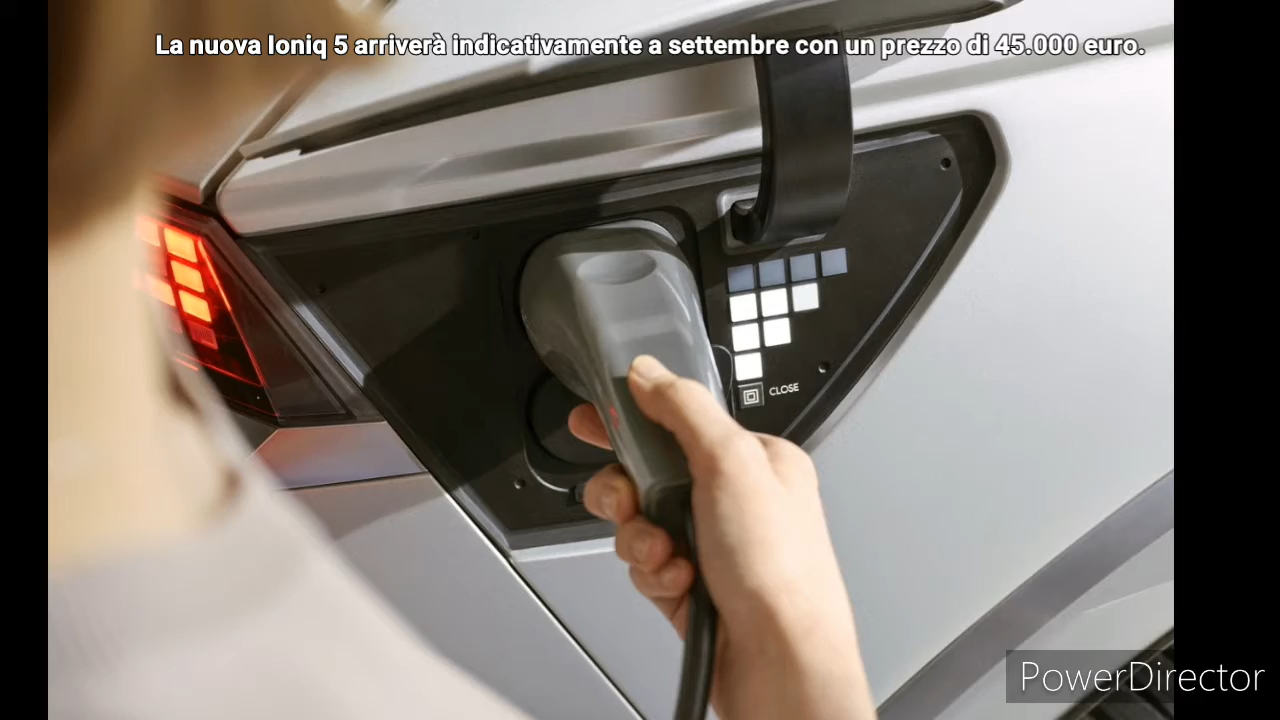 La nuova Ioniq 5 arriverà indicativamente a settembre con un prezzo di 45.000 euro.
CLOSE
PowerDirector